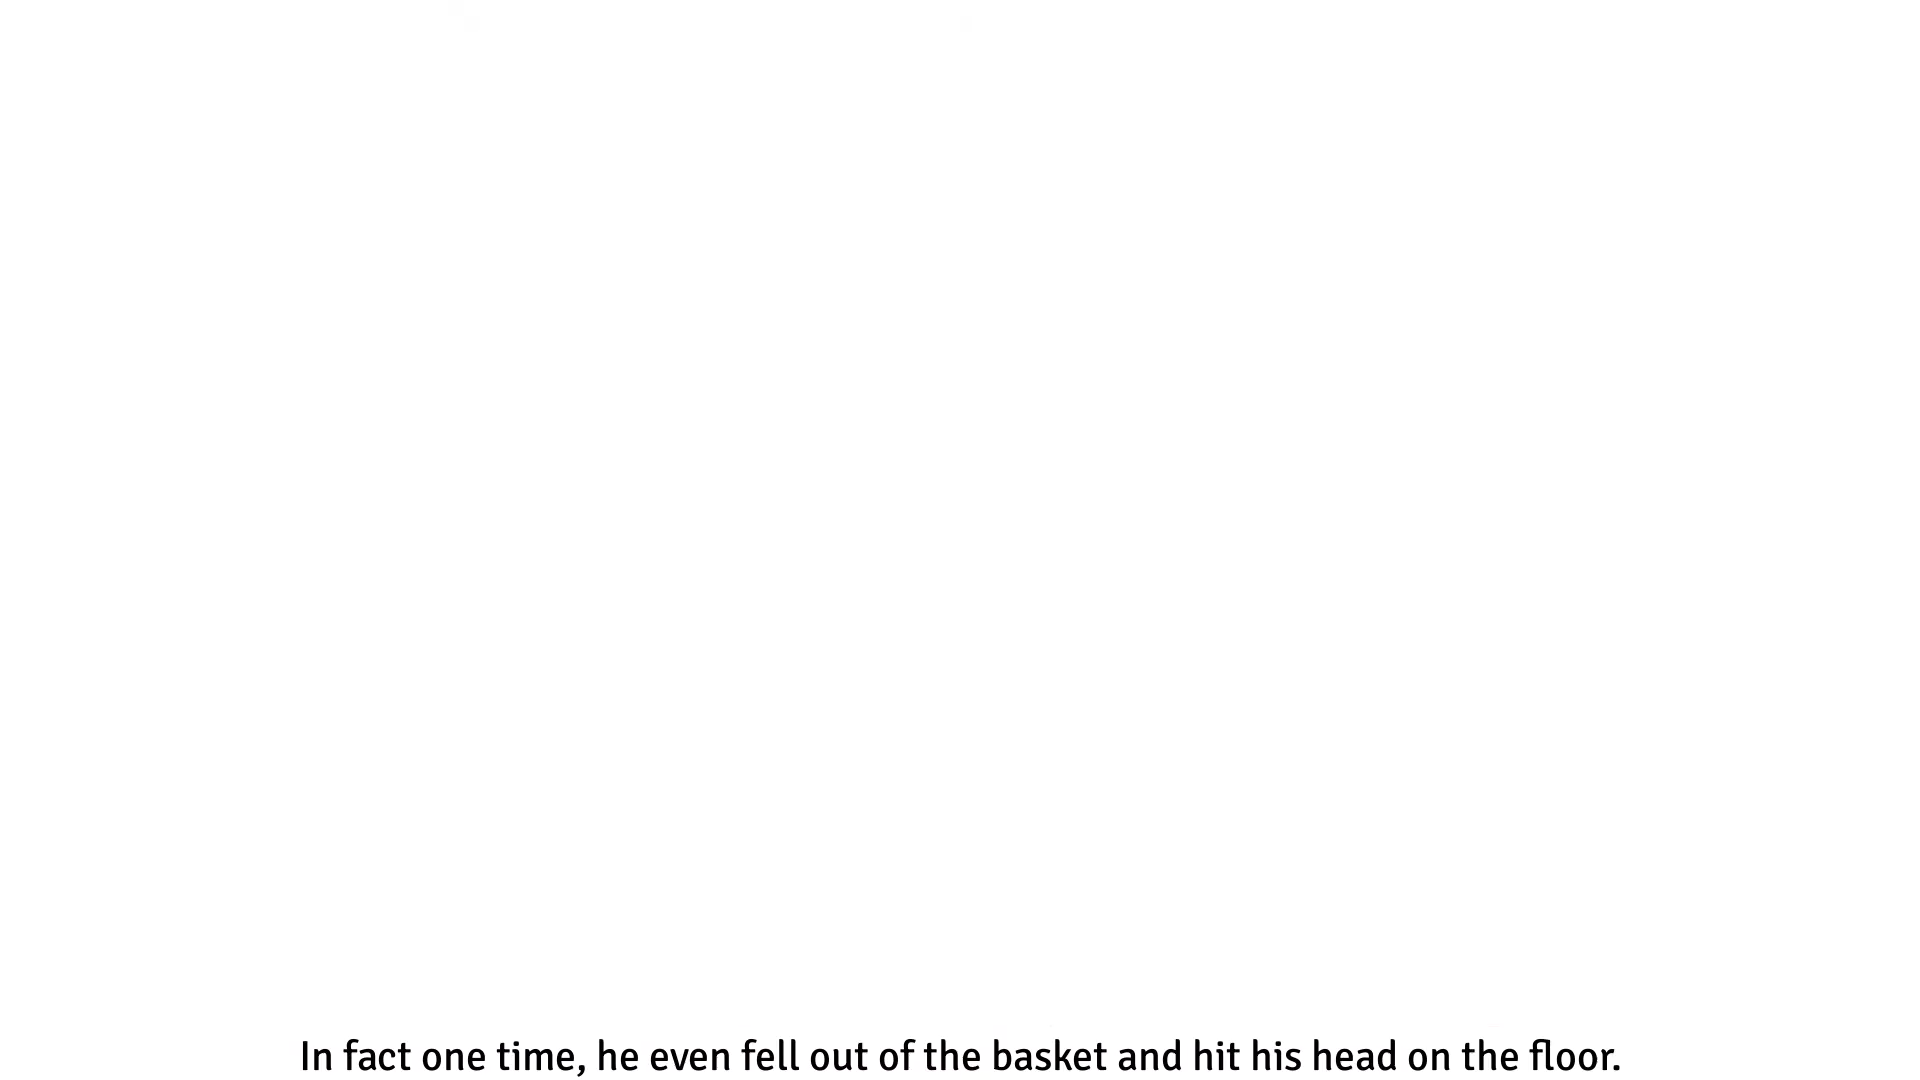 In fact one time, he even fell out of the basket and hit his head on the floor.